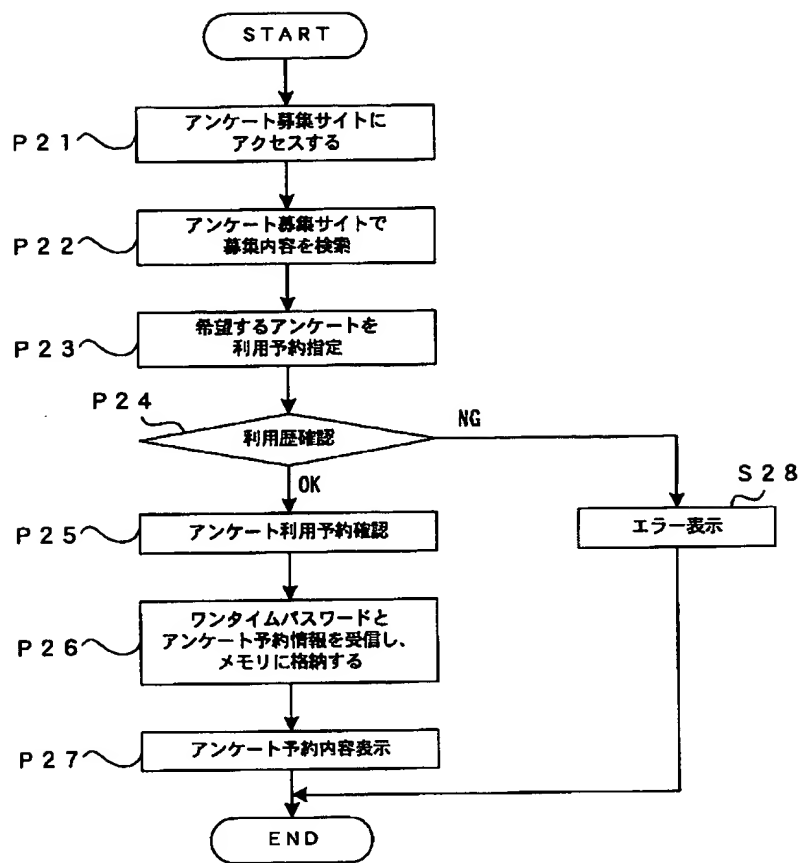 START
P21
アンケート募集サイトに
アクセスする
P22
アンケート募集サイトで
募集内容を検索
P23
希望するアンケートを
利用予約指定
P24
利用歴確認
NG
OK
S28
エラー表示
P25
アンケート利用予約確認
P26
ワンタイムパスワードと
アンケート予約情報を受信し、
メモリに格納する
P27
アンケート予約内容表示
END